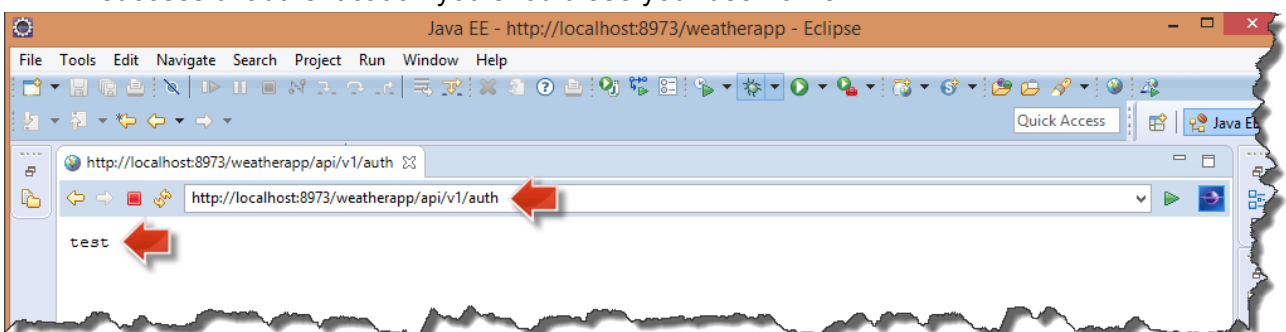 Java EE - http://localhost:8973/weatherapp - Eclipse
File Tools Edit Navigate Search Project Run Window Help
Quick Access
Java EE
http://localhost:8973/weatherapp/api/v1/auth
http://localhost:8973/weatherapp/api/v1/auth
test